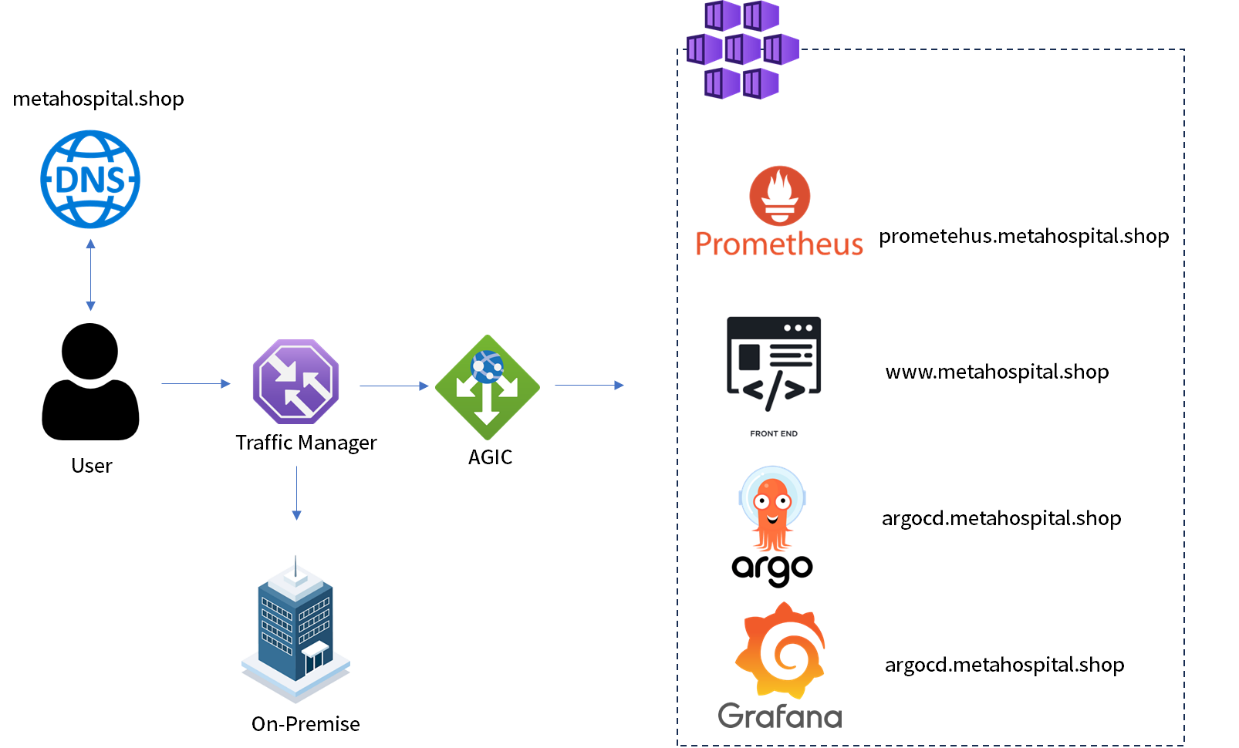 metahospital.shop
DNS
User
Traffic Manager
AGIC
On-Premise
Prometheus
prometehus.metahospital.shop
FRONT END
www.metahospital.shop
argo
argocd.metahospital.shop
Grafana
argocd.metahospital.shop